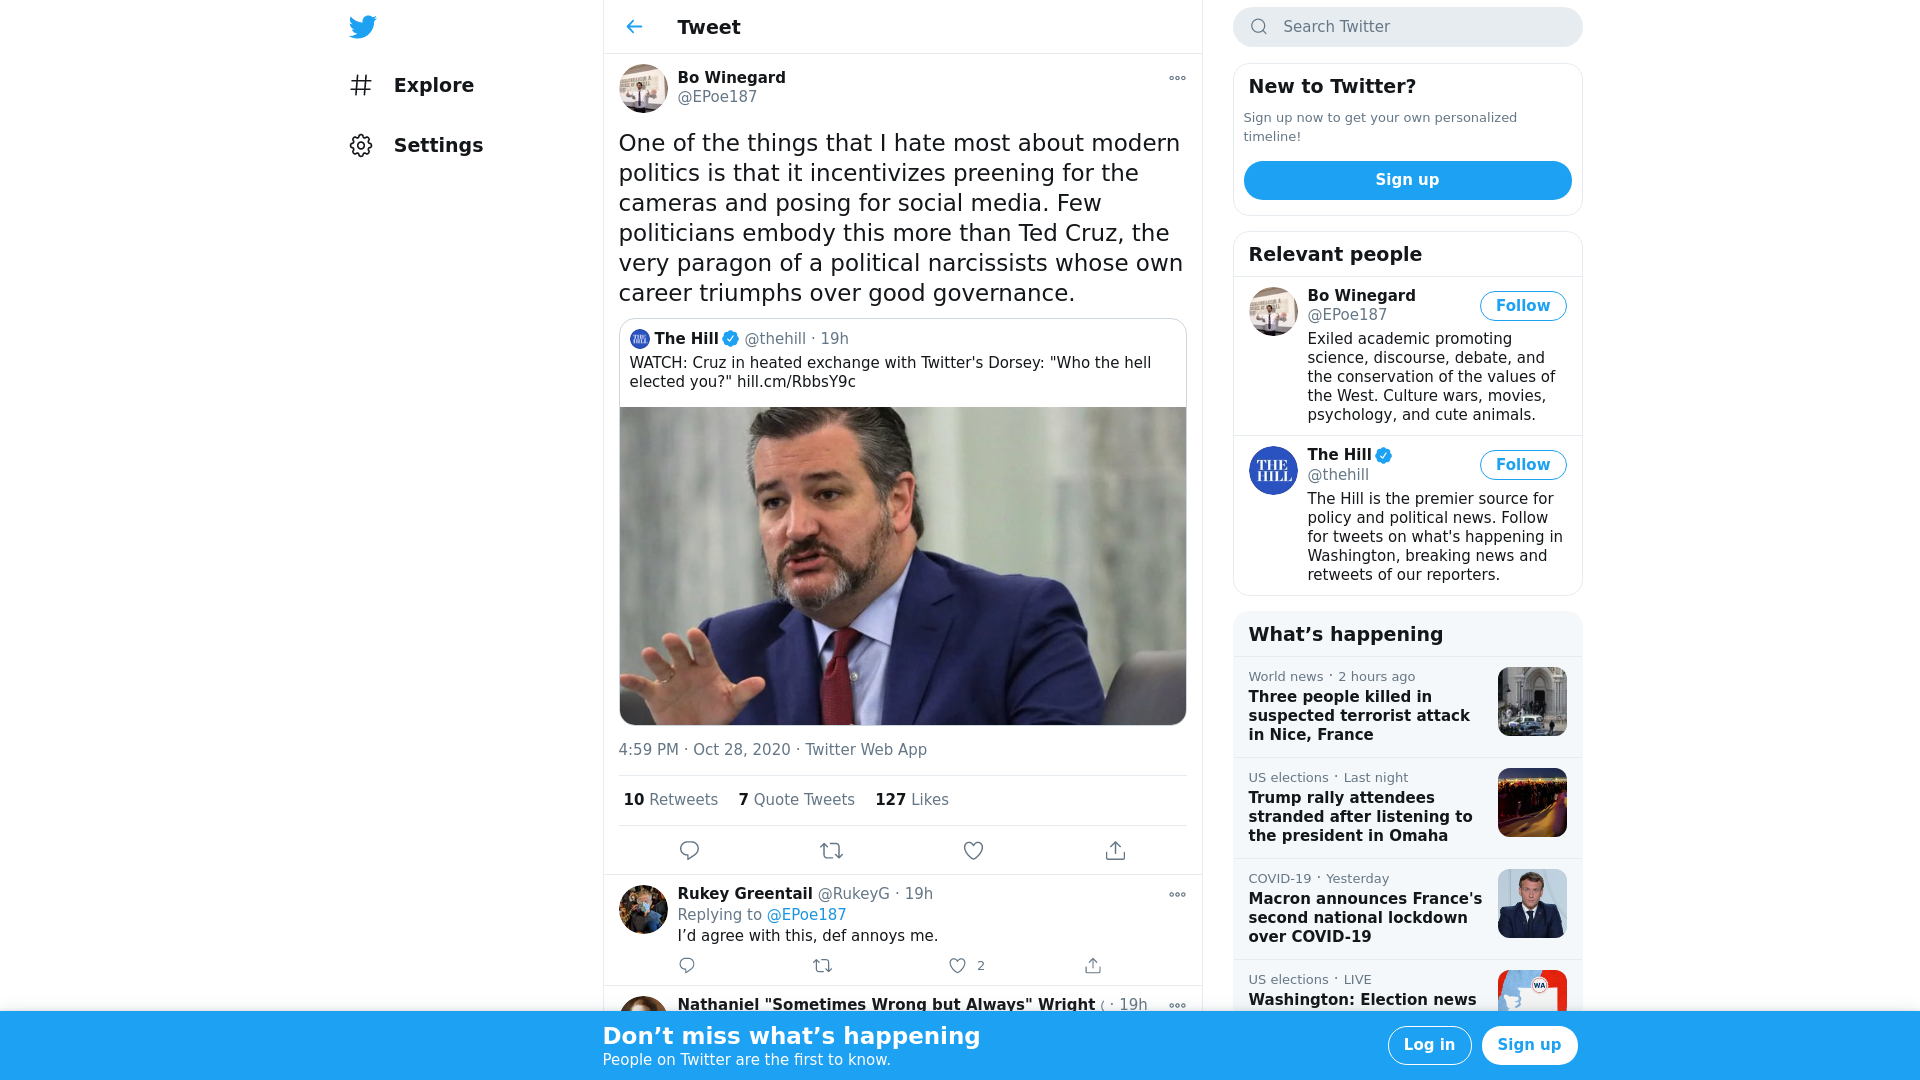 Tweet
Search Twitter
Explore
Settings
Bo Winegard
@EPoe187
One of the things that I hate most about modern
politics is that it incentivizes preening for the
cameras and posing for social media. Few
politicians embody this more than Ted Cruz, the
very paragon of a political narcissists whose own
career triumphs over good governance.
The Hill @thehill · 19h
WATCH: Cruz in heated exchange with Twitter's Dorsey: "Who the hell
elected you?" hill.cm/RbbsY9c
4:59 PM · Oct 28, 2020 · Twitter Web App
10 Retweets 7 Quote Tweets 127 Likes
Rukey Greentail @RukeyG · 19h
Replying to @EPoe187
I’d agree with this, def annoys me.
2
Nathaniel "Sometimes Wrong but Always" Wright ( · 19h
New to Twitter?
Sign up now to get your own personalized
timeline!
Sign up
Relevant people
Bo Winegard
@EPoe187
Follow
Exiled academic promoting
science, discourse, debate, and
the conservation of the values of
the West. Culture wars, movies,
psychology, and cute animals.
THE
HILL
The Hill
@thehill
Follow
The Hill is the premier source for
policy and political news. Follow
for tweets on what's happening in
Washington, breaking news and
retweets of our reporters.
What’s happening
World news · 2 hours ago
Three people killed in
suspected terrorist attack
in Nice, France
US elections · Last night
Trump rally attendees
stranded after listening to
the president in Omaha
COVID-19 · Yesterday
Macron announces France's
second national lockdown
over COVID-19
US elections · LIVE
Washington: Election news
WA
Don’t miss what’s happening
People on Twitter are the first to know.
Log in
Sign up